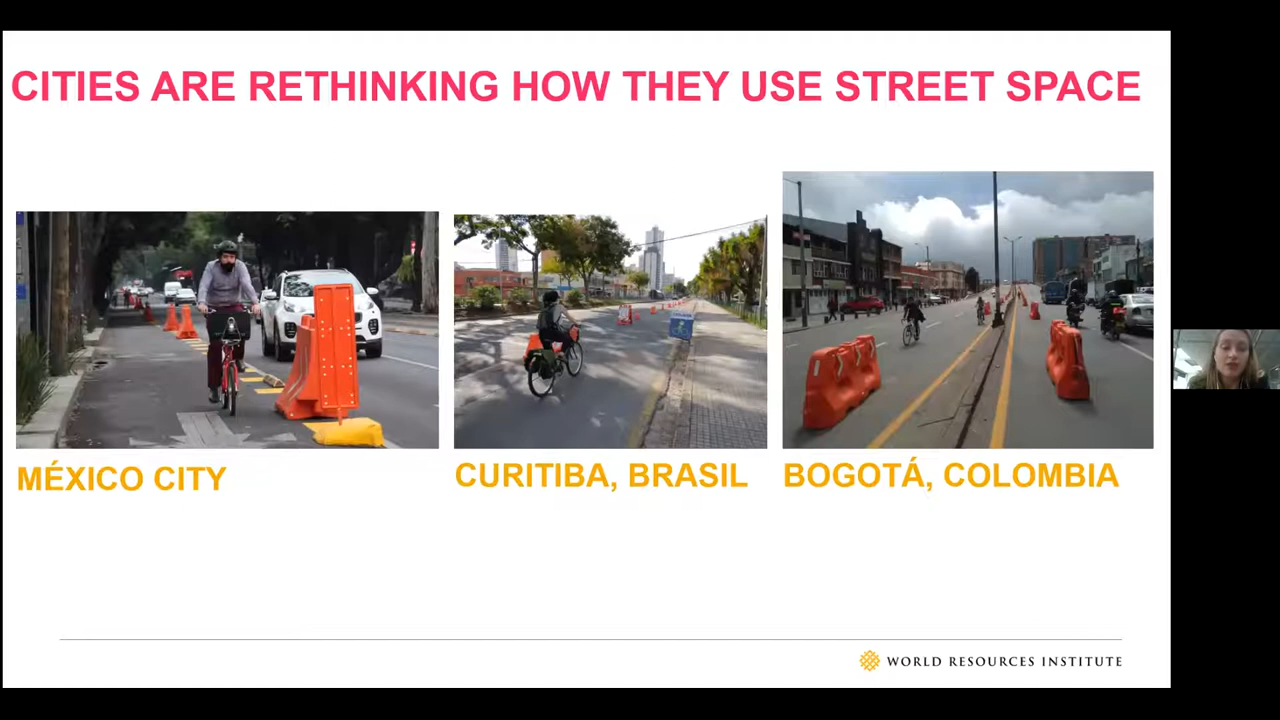 CITIES ARE RETHINKING HOW THEY USE STREET SPACE
MÉXICO CITY
CURITIBA, BRASIL
BOGOTÁ, COLOMBIA
WORLD RESOURCES INSTITUTE